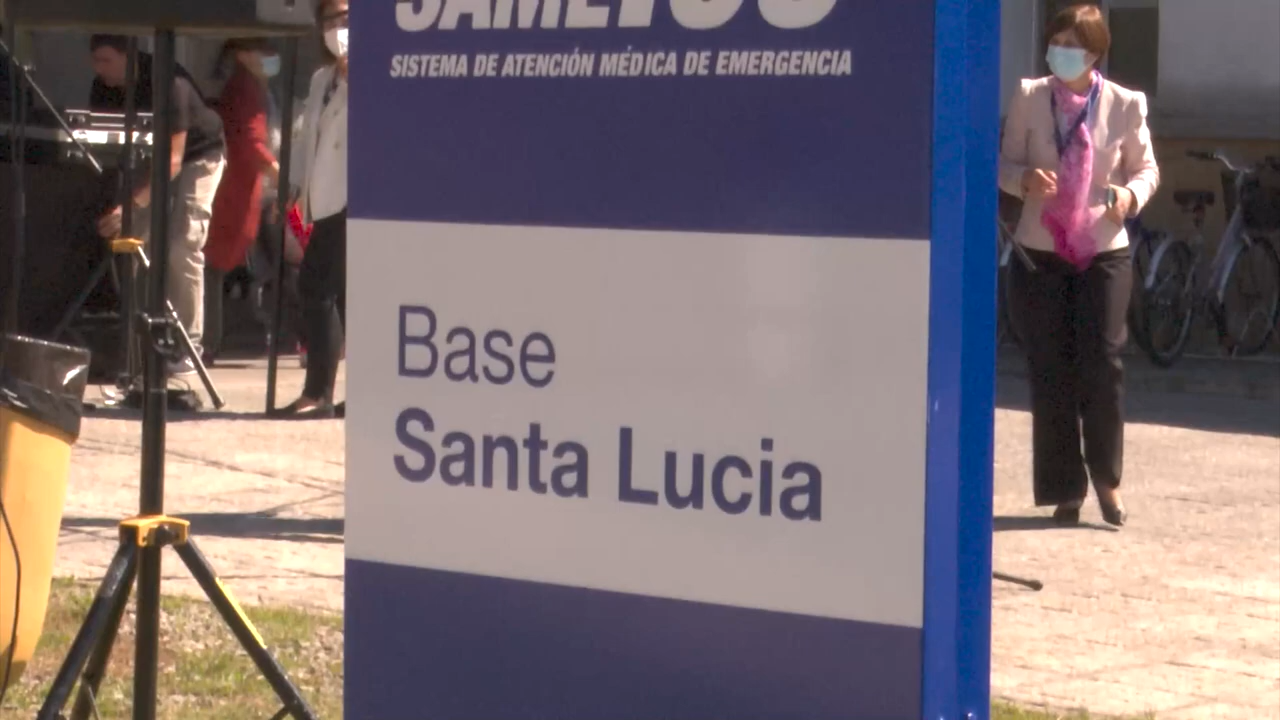 SISTEMA DE ATENCIÓN MÉDICA DE EMERGENCIA
Base
Santa Lucia